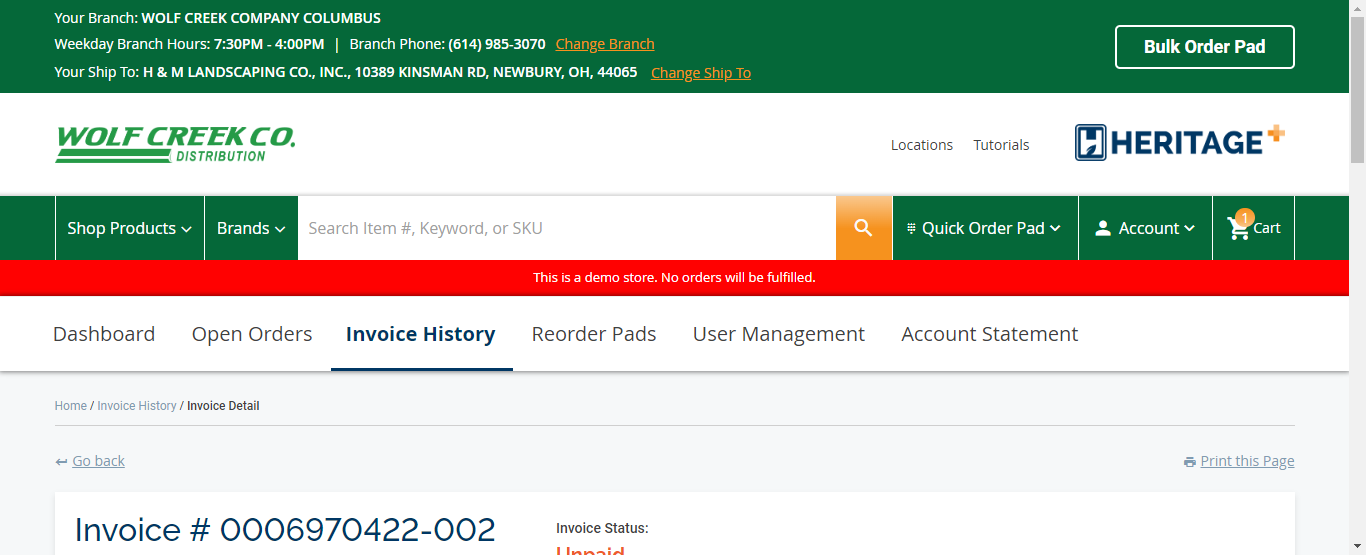 Your Branch: WOLF CREEK COMPANY COLUMBUS
Weekday Branch Hours: 7:30PM - 4:00PM | Branch Phone: (614) 985-3070 Change Branch
Your Ship To: H & M LANDSCAPING CO., INC., 10389 KINSMAN RD, NEWBURY, OH, 44065 Change Ship To
Bulk Order Pad
WOLF CREEK CO.
DISTRIBUTION
Locations Tutorials
HERITAGE+
Shop Products Brands Search Item #, Keyword, or SKU Quick Order Pad Account 1 Cart
This is a demo store. No orders will be fulfilled.
Dashboard Open Orders Invoice History Reorder Pads User Management Account Statement
Home / Invoice History / Invoice Detail
Go back Print this Page
Invoice # 0006970422-002
Invoice Status:
Unpaid